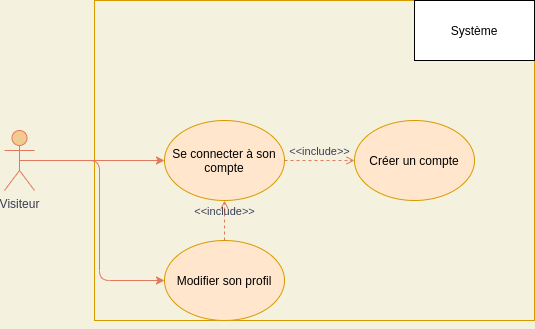 Système
Se connecter à son
compte
<<include>>
Créer un compte
Visiteur
<<include>>
Modifier son profil